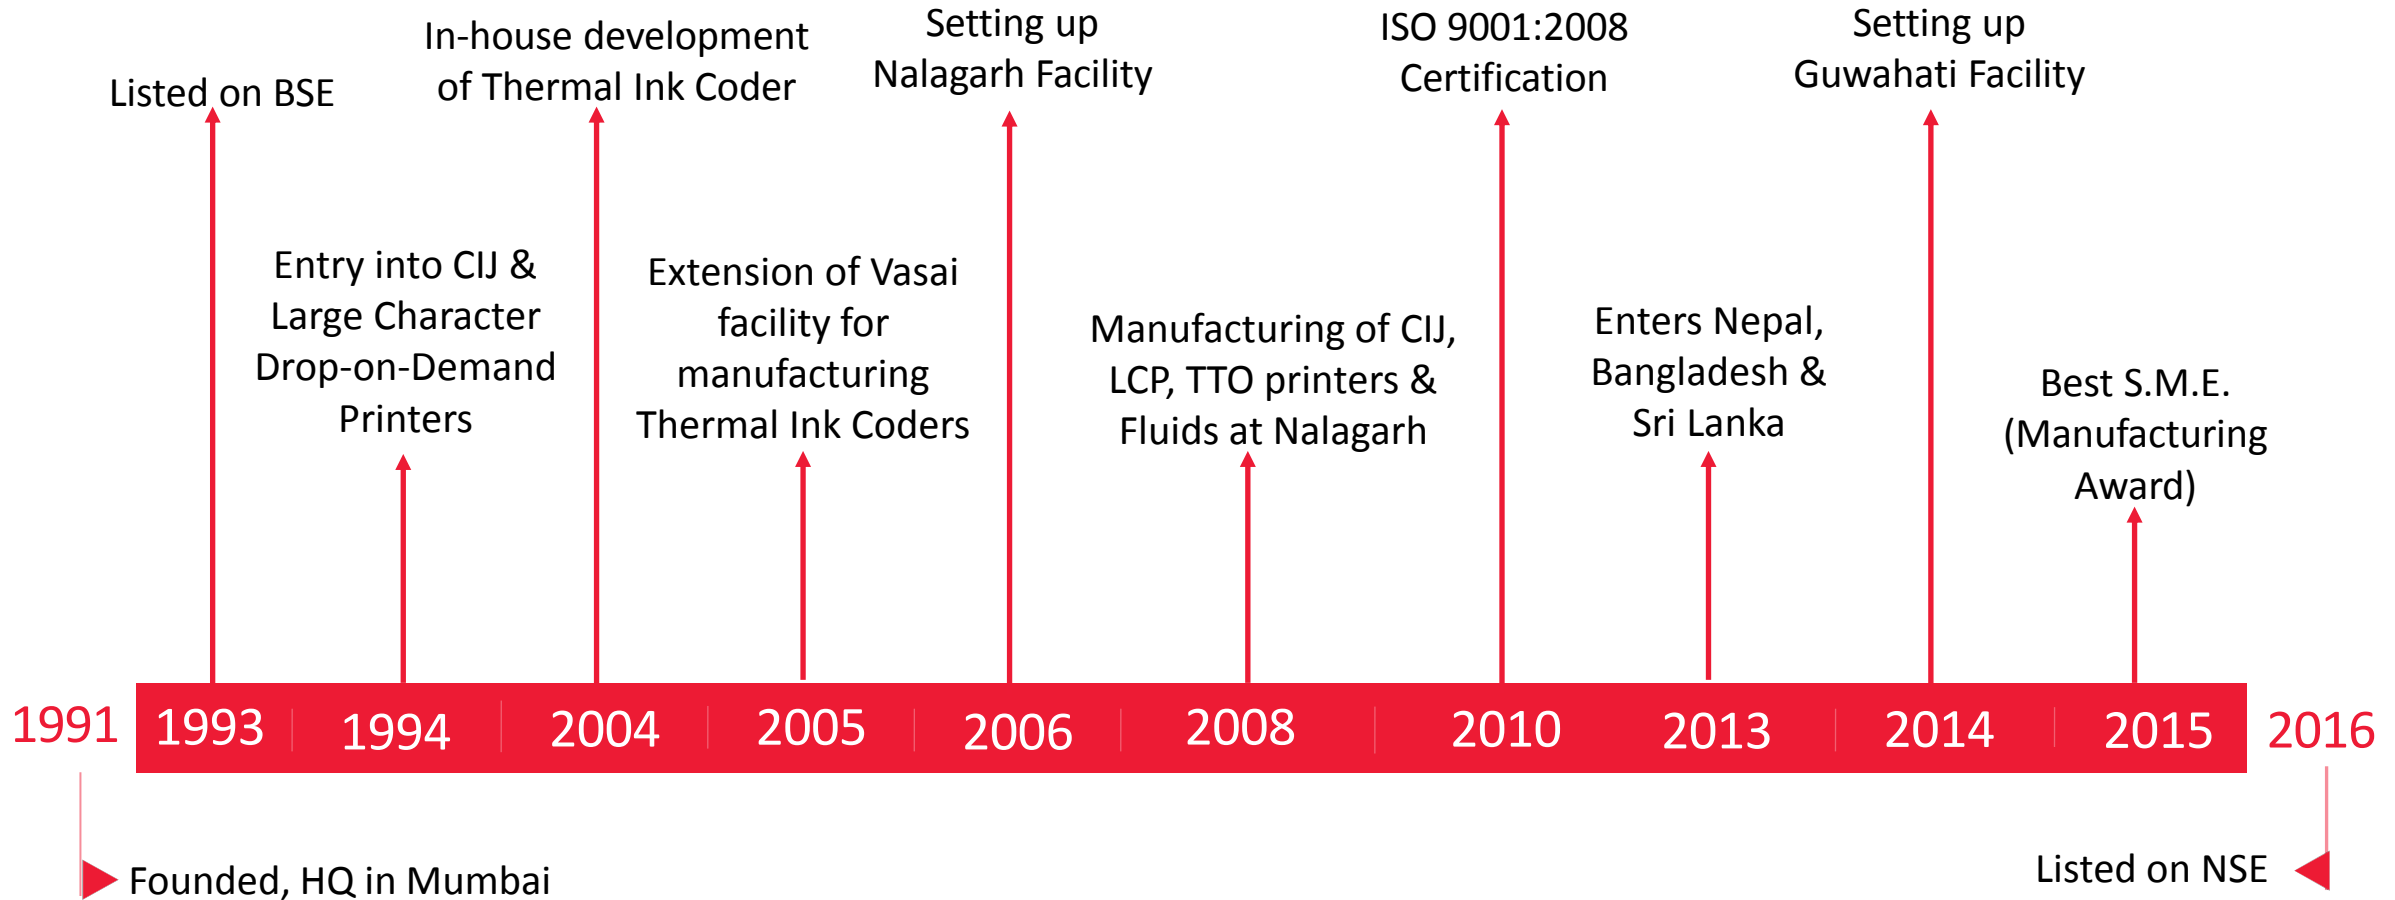 Listed on BSE
In-house development
of Thermal Ink Coder
Setting up
Nalagarh Facility
ISO 9001:2008
Certification
Setting up
Guwahati Facility
Entry into CIJ &
Large Character
Drop-on-Demand
Printers
Extension of Vasai
facility for
manufacturing
Thermal Ink Coders
Manufacturing of CIJ,
LCP, TTO printers &
Fluids at Nalagarh
Enters Nepal,
Bangladesh &
Sri Lanka
Best S.M.E.
(Manufacturing
Award)
1991 1993 1994 2004 2005 2006 2008 2010 2013 2014 2015 2016
Founded, HQ in Mumbai
Listed on NSE